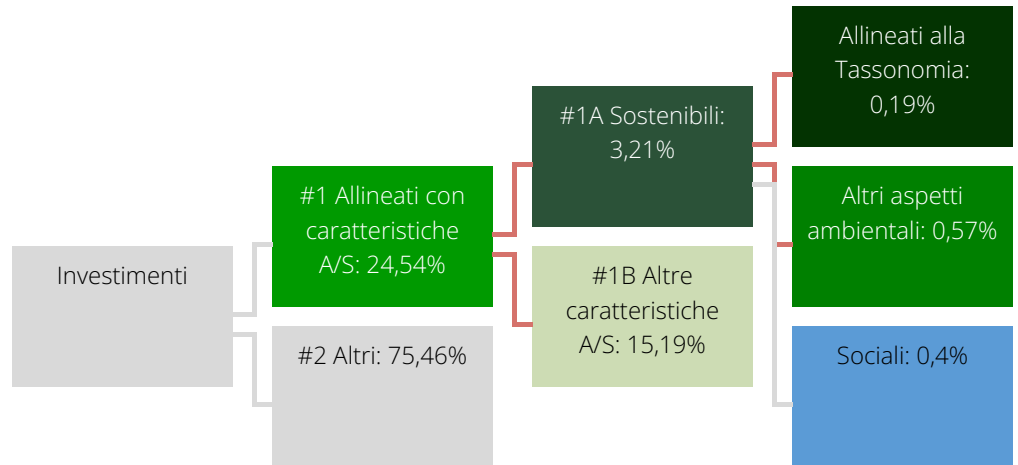 Investimenti
#1 Allineati con
caratteristiche
A/S: 24,54%
#2 Altri: 75,46%
#1A Sostenibili:
3,21%
#1B Altre
caratteristiche
A/S: 15,19%
Allineati alla
Tassonomia:
0,19%
Altri aspetti
ambientali: 0,57%
Sociali: 0,4%